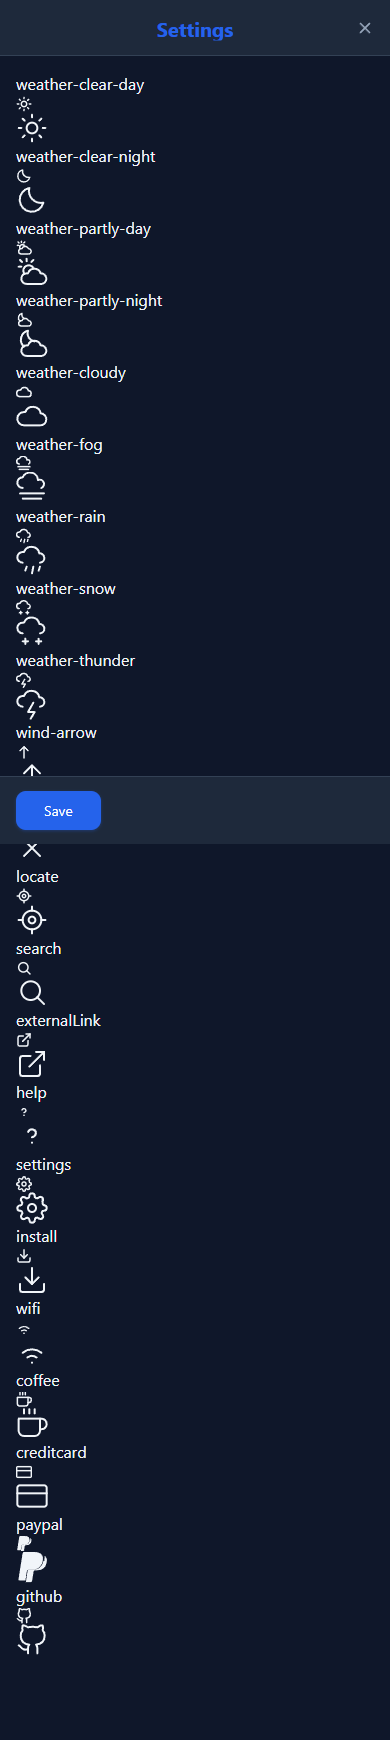 Settings
weather-clear-day
weather-clear-night
weather-partly-day
weather-partly-night
weather-cloudy
weather-fog
weather-rain
weather-snow
weather-thunder
wind-arrow
Save
locate
search
externalLink
help
settings
install
wifi
coffee
creditcard
paypal
github